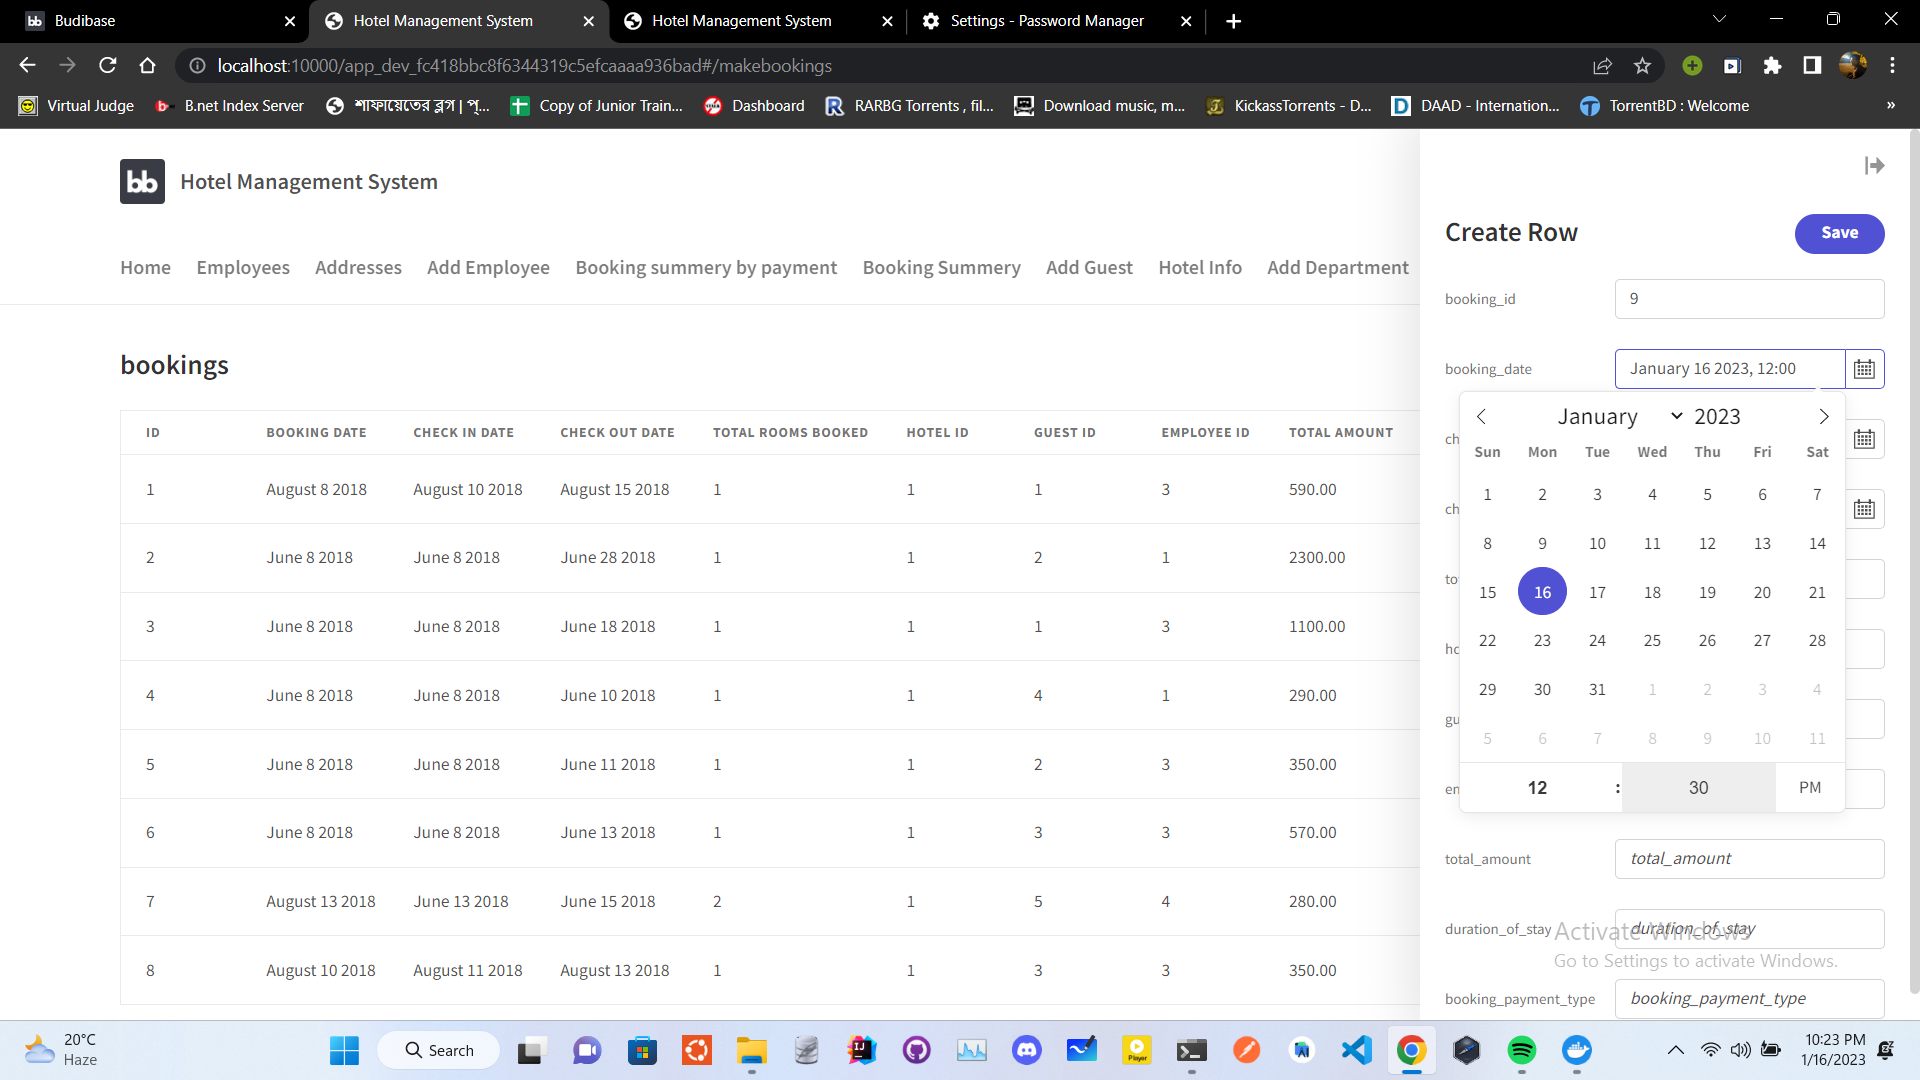 Budibase
Hotel Management System
Hotel Management System
Settings - Password Manager
localhost:10000/app_dev_fc418bbc8f6344319c5efcaaaa936bad#/makebookings
Virtual Judge
B.net Index Server
শাফায়েতের ব্লগ | প্...
Copy of Junior Train...
Dashboard
RARBG Torrents , fil...
Download music, m...
KickassTorrents - D...
DAAD - Internation...
TorrentBD : Welcome
»
bb Hotel Management System
Home Employees Addresses Add Employee Booking summery by payment Booking Summery Add Guest Hotel Info Add Department
bookings
ID BOOKING DATE CHECK IN DATE CHECK OUT DATE TOTAL ROOMS BOOKED HOTEL ID GUEST ID EMPLOYEE ID TOTAL AMOUNT
1 August 8 2018 August 10 2018 August 15 2018 1 1 1 3 590.00
2 June 8 2018 June 8 2018 June 28 2018 1 1 2 1 2300.00
3 June 8 2018 June 8 2018 June 18 2018 1 1 1 3 1100.00
4 June 8 2018 June 8 2018 June 10 2018 1 1 4 1 290.00
5 June 8 2018 June 8 2018 June 11 2018 1 1 2 3 350.00
6 June 8 2018 June 8 2018 June 13 2018 1 1 3 3 570.00
7 August 13 2018 June 13 2018 June 15 2018 2 1 5 4 280.00
8 August 10 2018 August 11 2018 August 13 2018 1 1 3 3 350.00
Create Row Save
booking_id 9
booking_date January 16 2023, 12:00
ch
ch
to
ho
gu
en
January 2023
Sun Mon Tue Wed Thu Fri Sat
1 2 3 4 5 6 7
8 9 10 11 12 13 14
15 16 17 18 19 20 21
22 23 24 25 26 27 28
29 30 31 1 2 3 4
5 6 7 8 9 10 11
12 : 30 PM
total_amount total_amount
duration_of_stay duration_of_stay
booking_payment_type booking_payment_type
Activate Windows
Go to Settings to activate Windows.
20°C
Haze
Search
Player
10:23 PM
1/16/2023